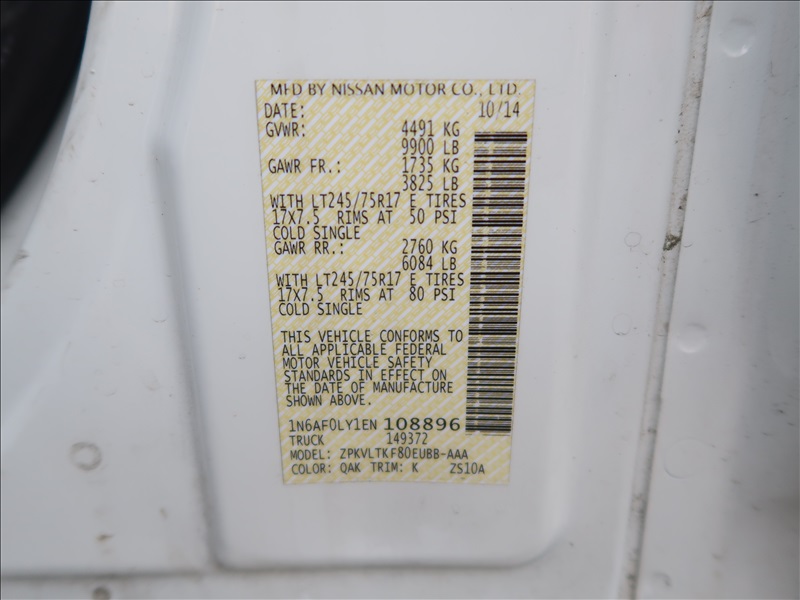 MFD BY NISSAN MOTOR CO., LTD.
DATE: 10/14
GVWR: 4491 KG
9900 LB
GAWR FR.: 1735 KG
3825 LB
WITH LT245/75R17 E TIRES
17X7.5 RIMS AT 50 PSI
COLD SINGLE
GAWR RR.: 2760 KG
6084 LB
WITH LT245/75R17 E TIRES
17X7.5 RIMS AT 80 PSI
COLD SINGLE
THIS VEHICLE CONFORMS TO
ALL APPLICABLE FEDERAL
MOTOR VEHICLE SAFETY
STANDARDS IN EFFECT ON
THE DATE OF MANUFACTURE
SHOWN ABOVE.
1N6AF0LY1EN 108896
TRUCK 149372
MODEL: ZPKVLTKF80EUBB-AAA
COLOR: QAK TRIM: K ZS10A